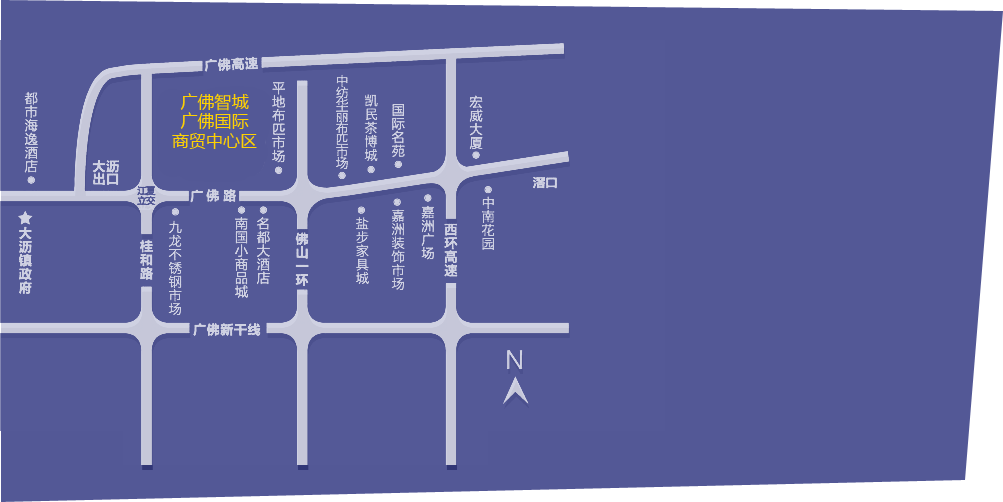 广佛高速
都市海逸酒店
大沥
出口
广佛智城
广佛国际
商贸中心区
平地布匹市场
中纺华丽布匹市场
凯民茶博城
国际名苑
宏威大厦
滘口
江夏
立交
广佛路
大沥镇政府
桂和路
九龙不锈钢市场
南国小商品城
名都大酒店
佛山一环
盐步家具城
嘉洲装饰市场
嘉洲广场
西环高速
中南花园
广佛新干线
N